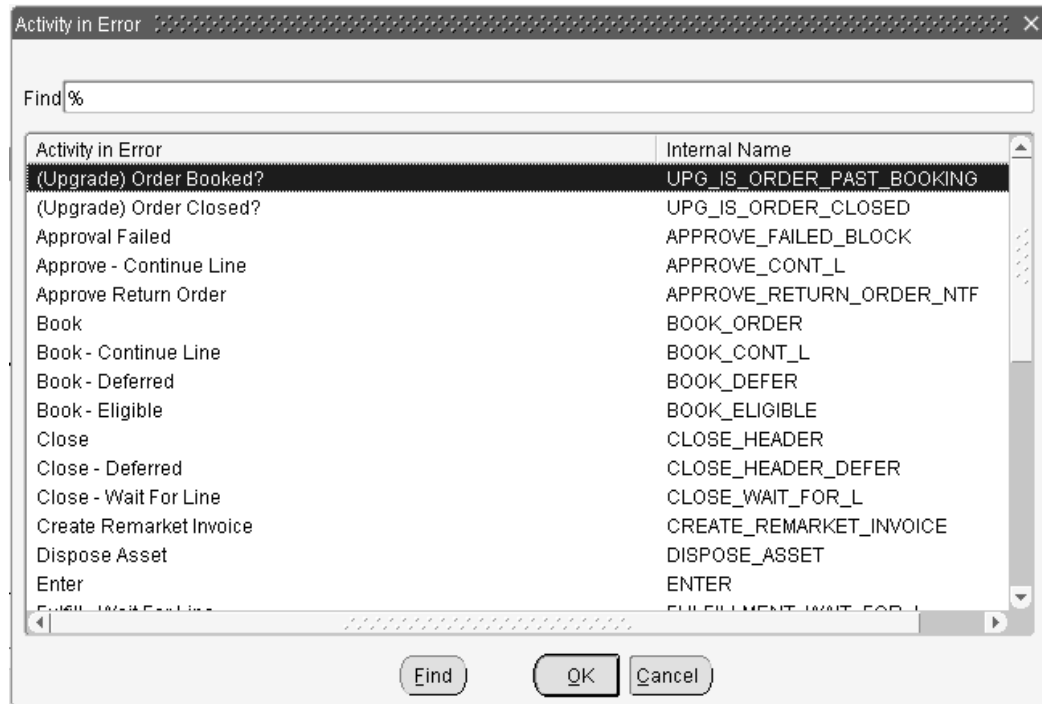 Activity in Error
Find %
Activity in Error Internal Name
(Upgrade) Order Booked? UPG_IS_ORDER_PAST_BOOKING
(Upgrade) Order Closed? UPG_IS_ORDER_CLOSED
Approval Failed APPROVE_FAILED_BLOCK
Approve - Continue Line APPROVE_CONT_L
Approve Return Order APPROVE_RETURN_ORDER_NTF
Book BOOK_ORDER
Book - Continue Line BOOK_CONT_L
Book - Deferred BOOK_DEFER
Book - Eligible BOOK_ELIGIBLE
Close CLOSE_HEADER
Close - Deferred CLOSE_HEADER_DEFER
Close - Wait For Line CLOSE_WAIT_FOR_L
Create Remarket Invoice CREATE_REMARKET_INVOICE
Dispose Asset DISPOSE_ASSET
Enter ENTER
Find OK Cancel